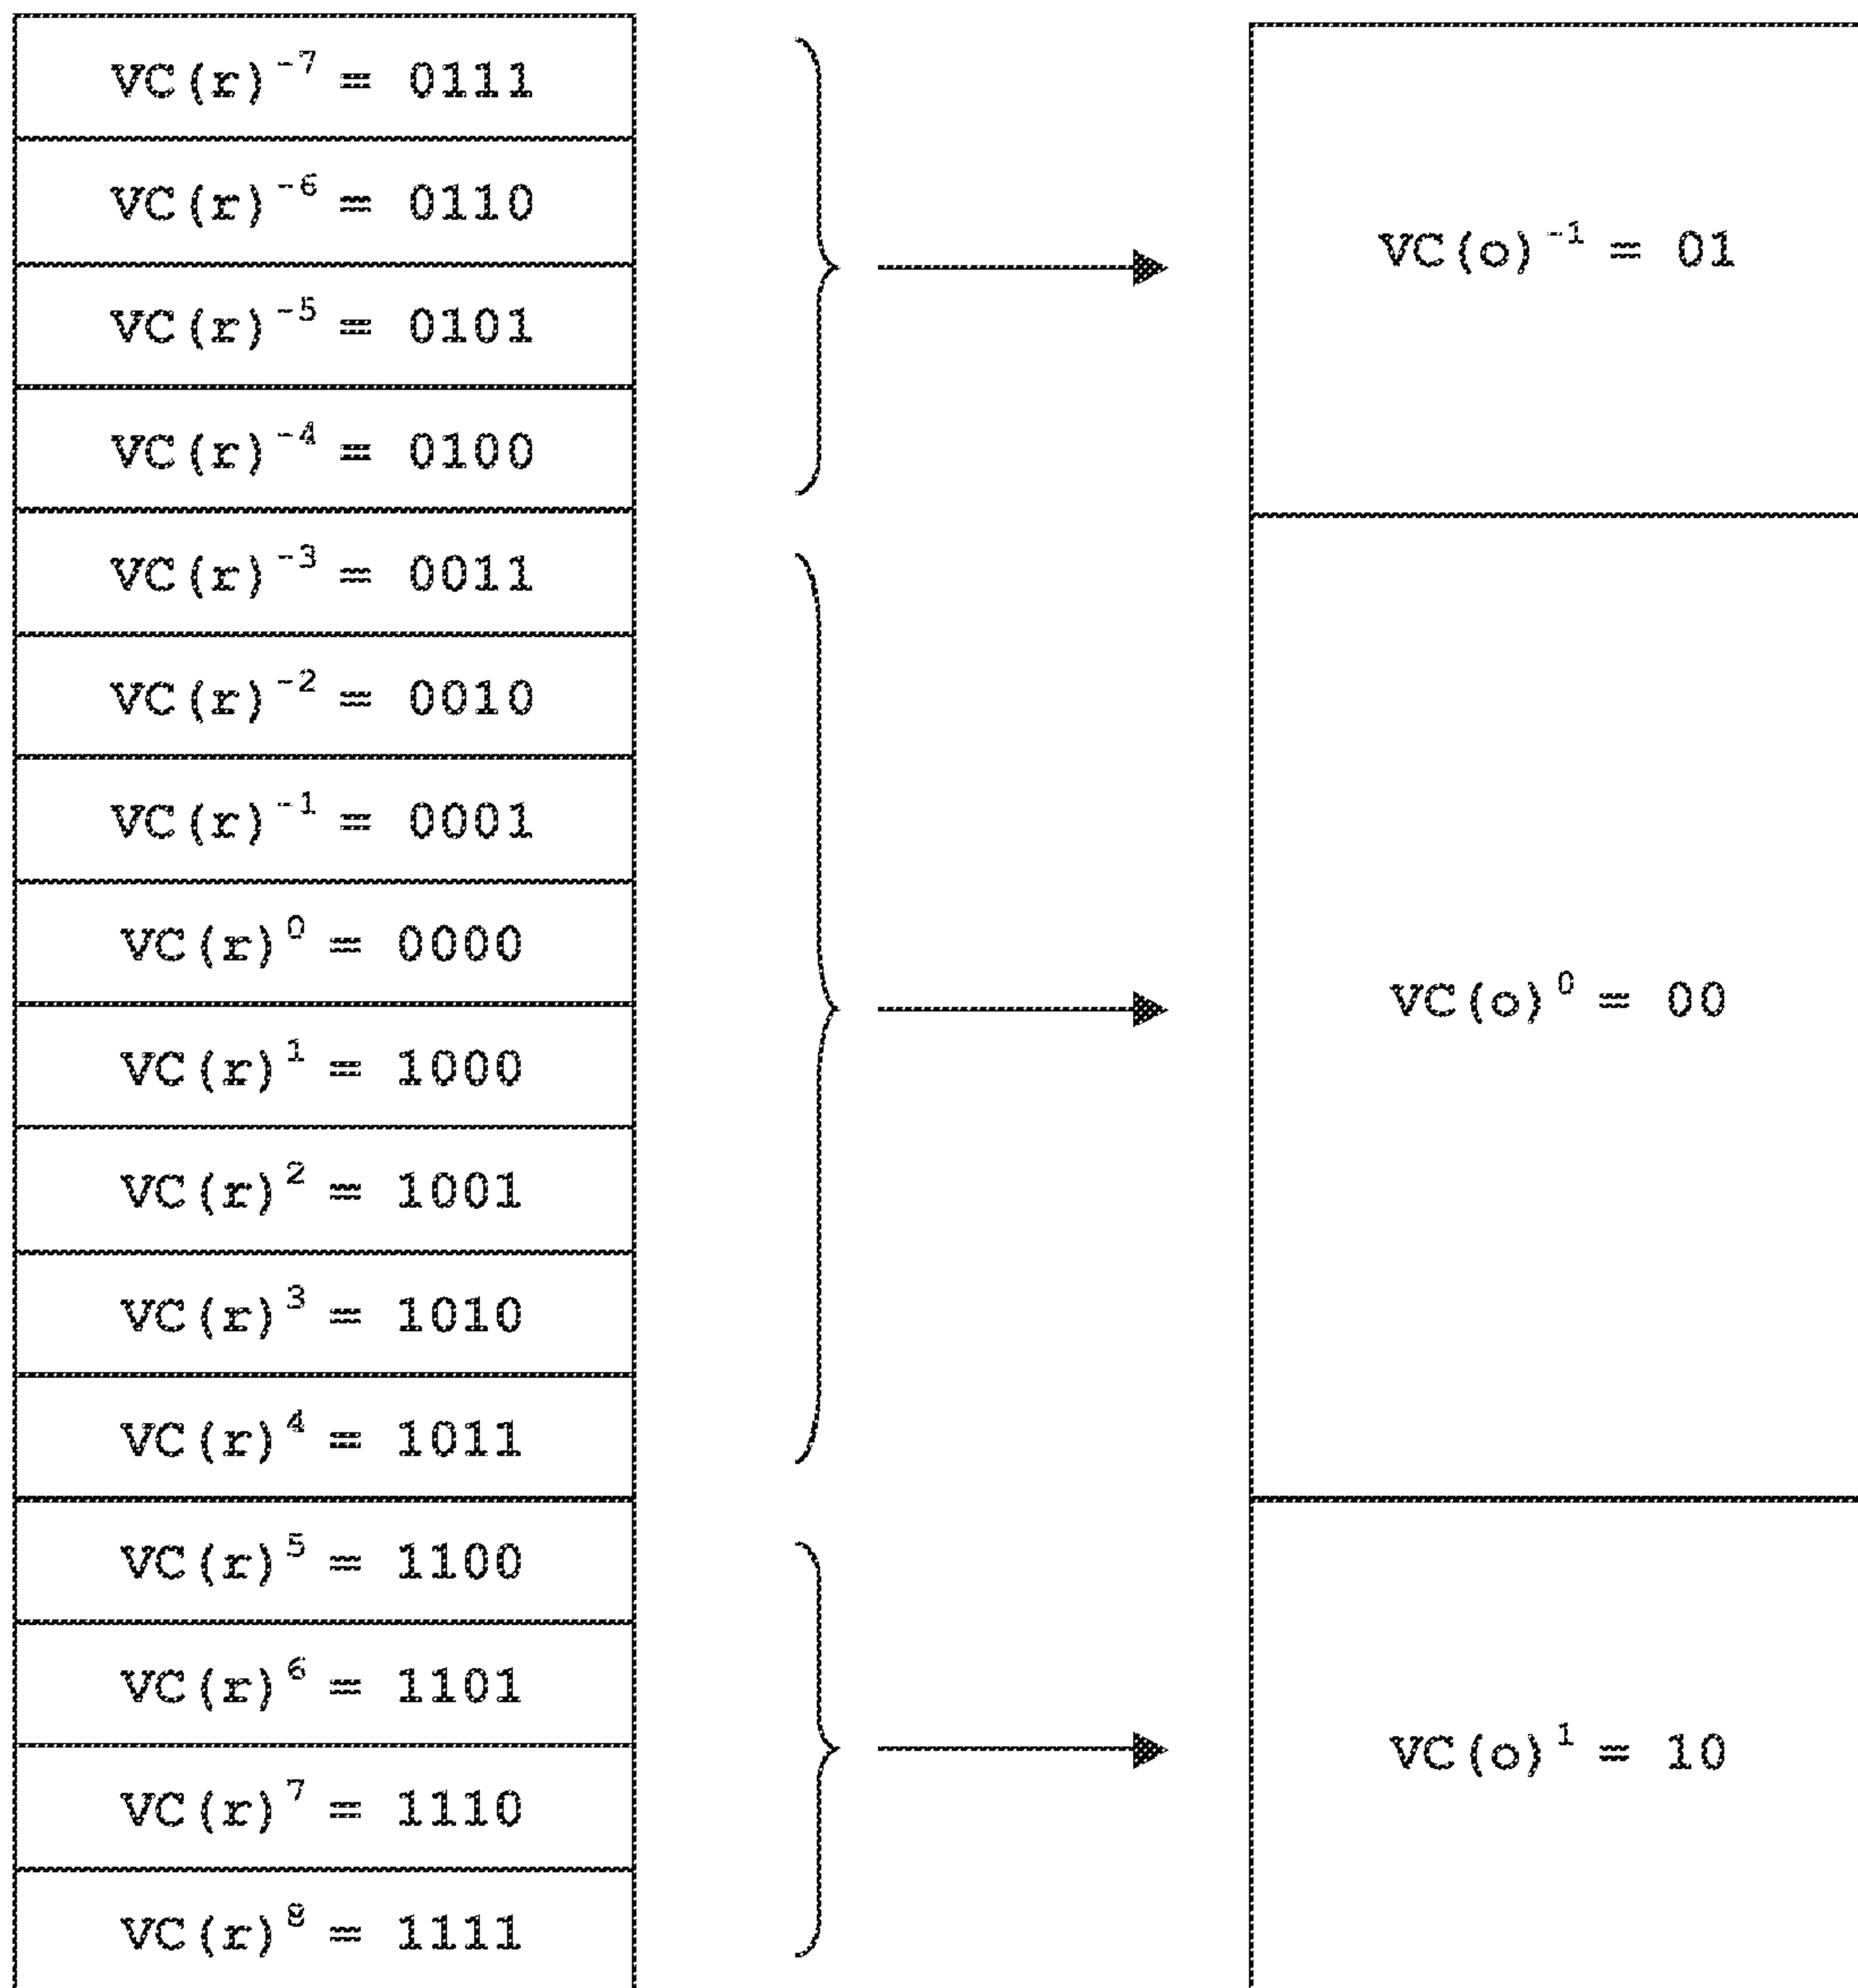 VC(r)⁻⁷ = 0111
VC(r)⁻⁶ = 0110
VC(r)⁻⁵ = 0101
VC(r)⁻⁴ = 0100
VC(r)⁻³ = 0011
VC(r)⁻² = 0010
VC(r)⁻¹ = 0001
VC(r)⁰ = 0000
VC(r)¹ = 1000
VC(r)² = 1001
VC(r)³ = 1010
VC(r)⁴ = 1011
VC(r)⁵ = 1100
VC(r)⁶ = 1101
VC(r)⁷ = 1110
VC(r)⁸ = 1111
VC(o)⁻¹ = 01
VC(o)⁰ = 00
VC(o)¹ = 10